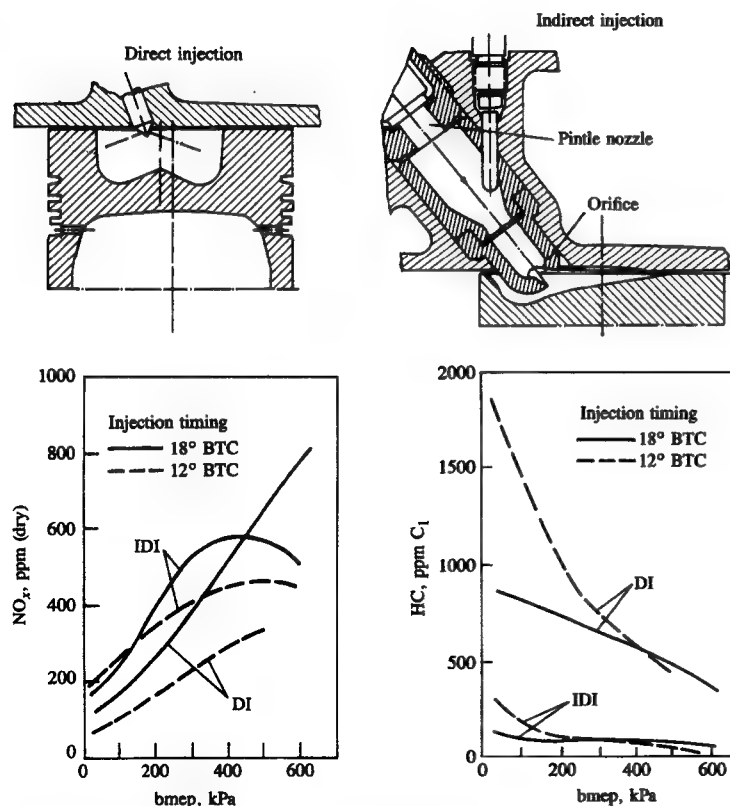 Direct injection
Indirect injection
Pintle nozzle
Orifice
1000
800
600
400
200
0
NOx, ppm (dry)
Injection timing
18° BTC
12° BTC
IDI
DI
0
200
400
600
bmep, kPa
2000
1500
1000
500
0
HC, ppm C1
Injection timing
18° BTC
12° BTC
DI
IDI
0
200
400
600
bmep, kPa